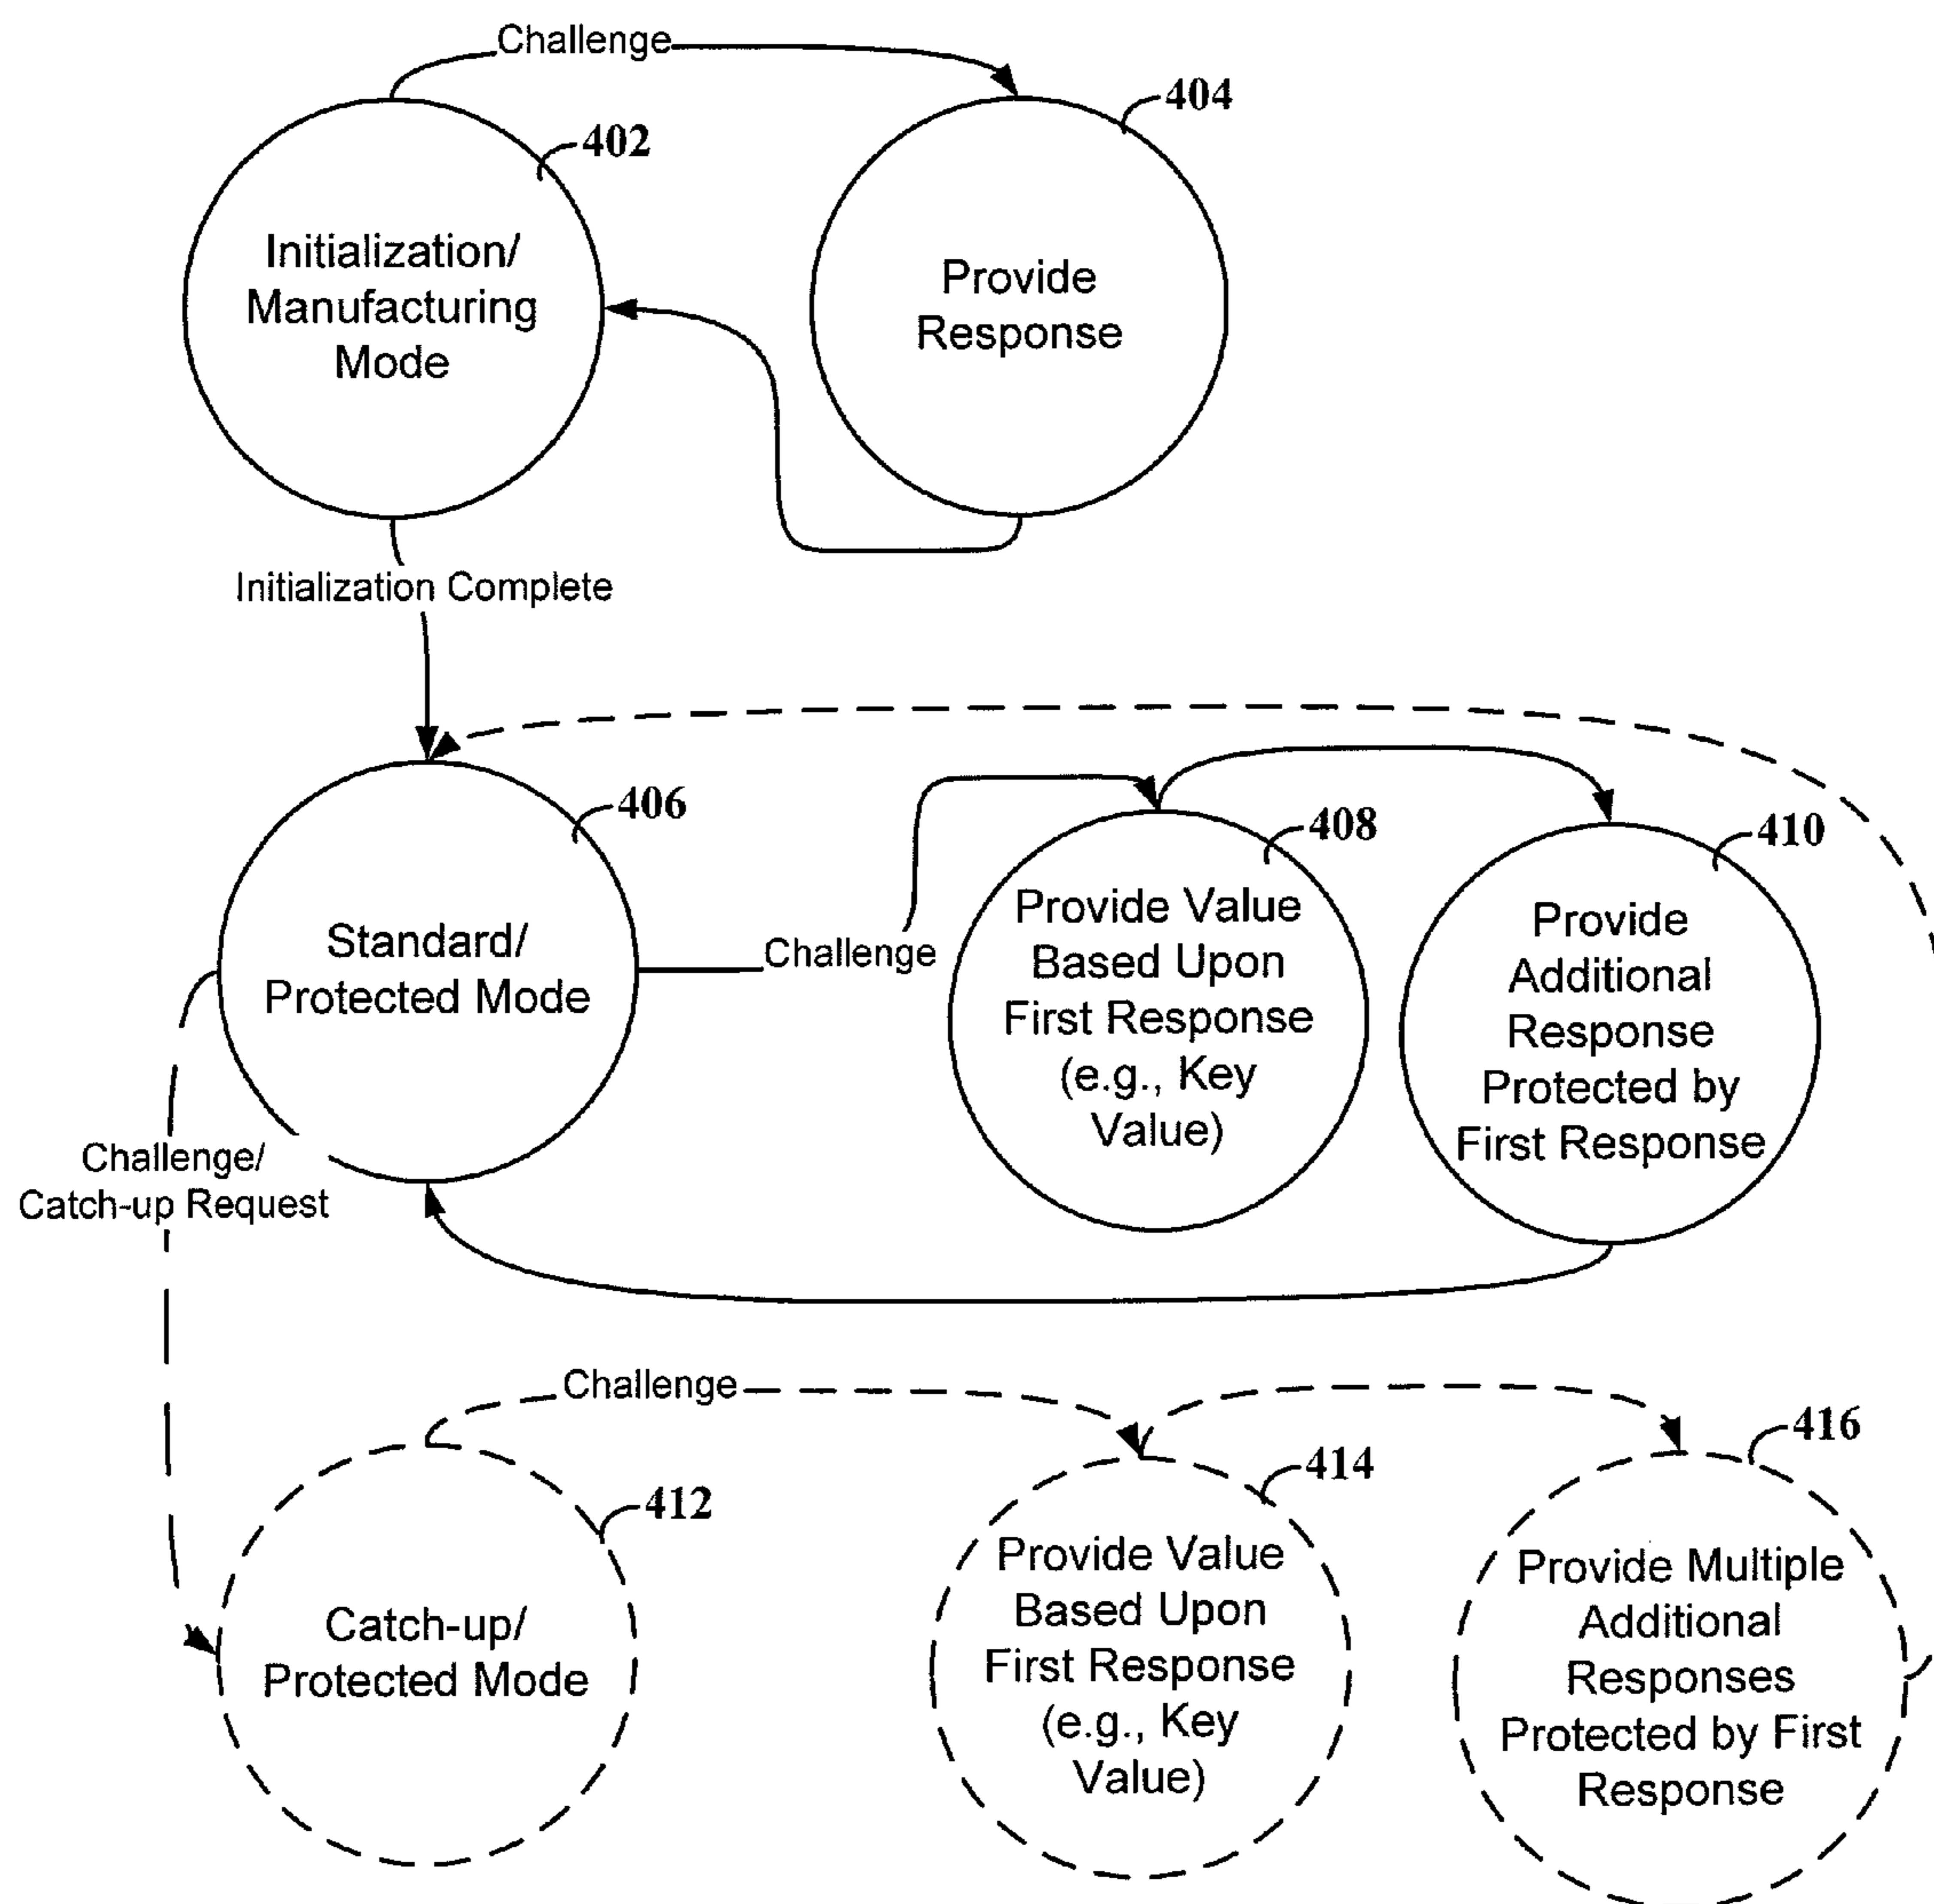 Challenge
404
402
Initialization/
Manufacturing
Mode
Provide
Response
Initialization Complete
406
408
410
Standard/
Protected Mode
Challenge
Provide Value
Based Upon
First Response
(e.g., Key
Value)
Provide
Additional
Response
Protected by
First Response
Challenge/
Catch-up Request
Challenge
412
414
416
Catch-up/
Protected Mode
Provide Value
Based Upon
First Response
(e.g., Key
Value)
Provide Multiple
Additional
Responses
Protected by First
Response